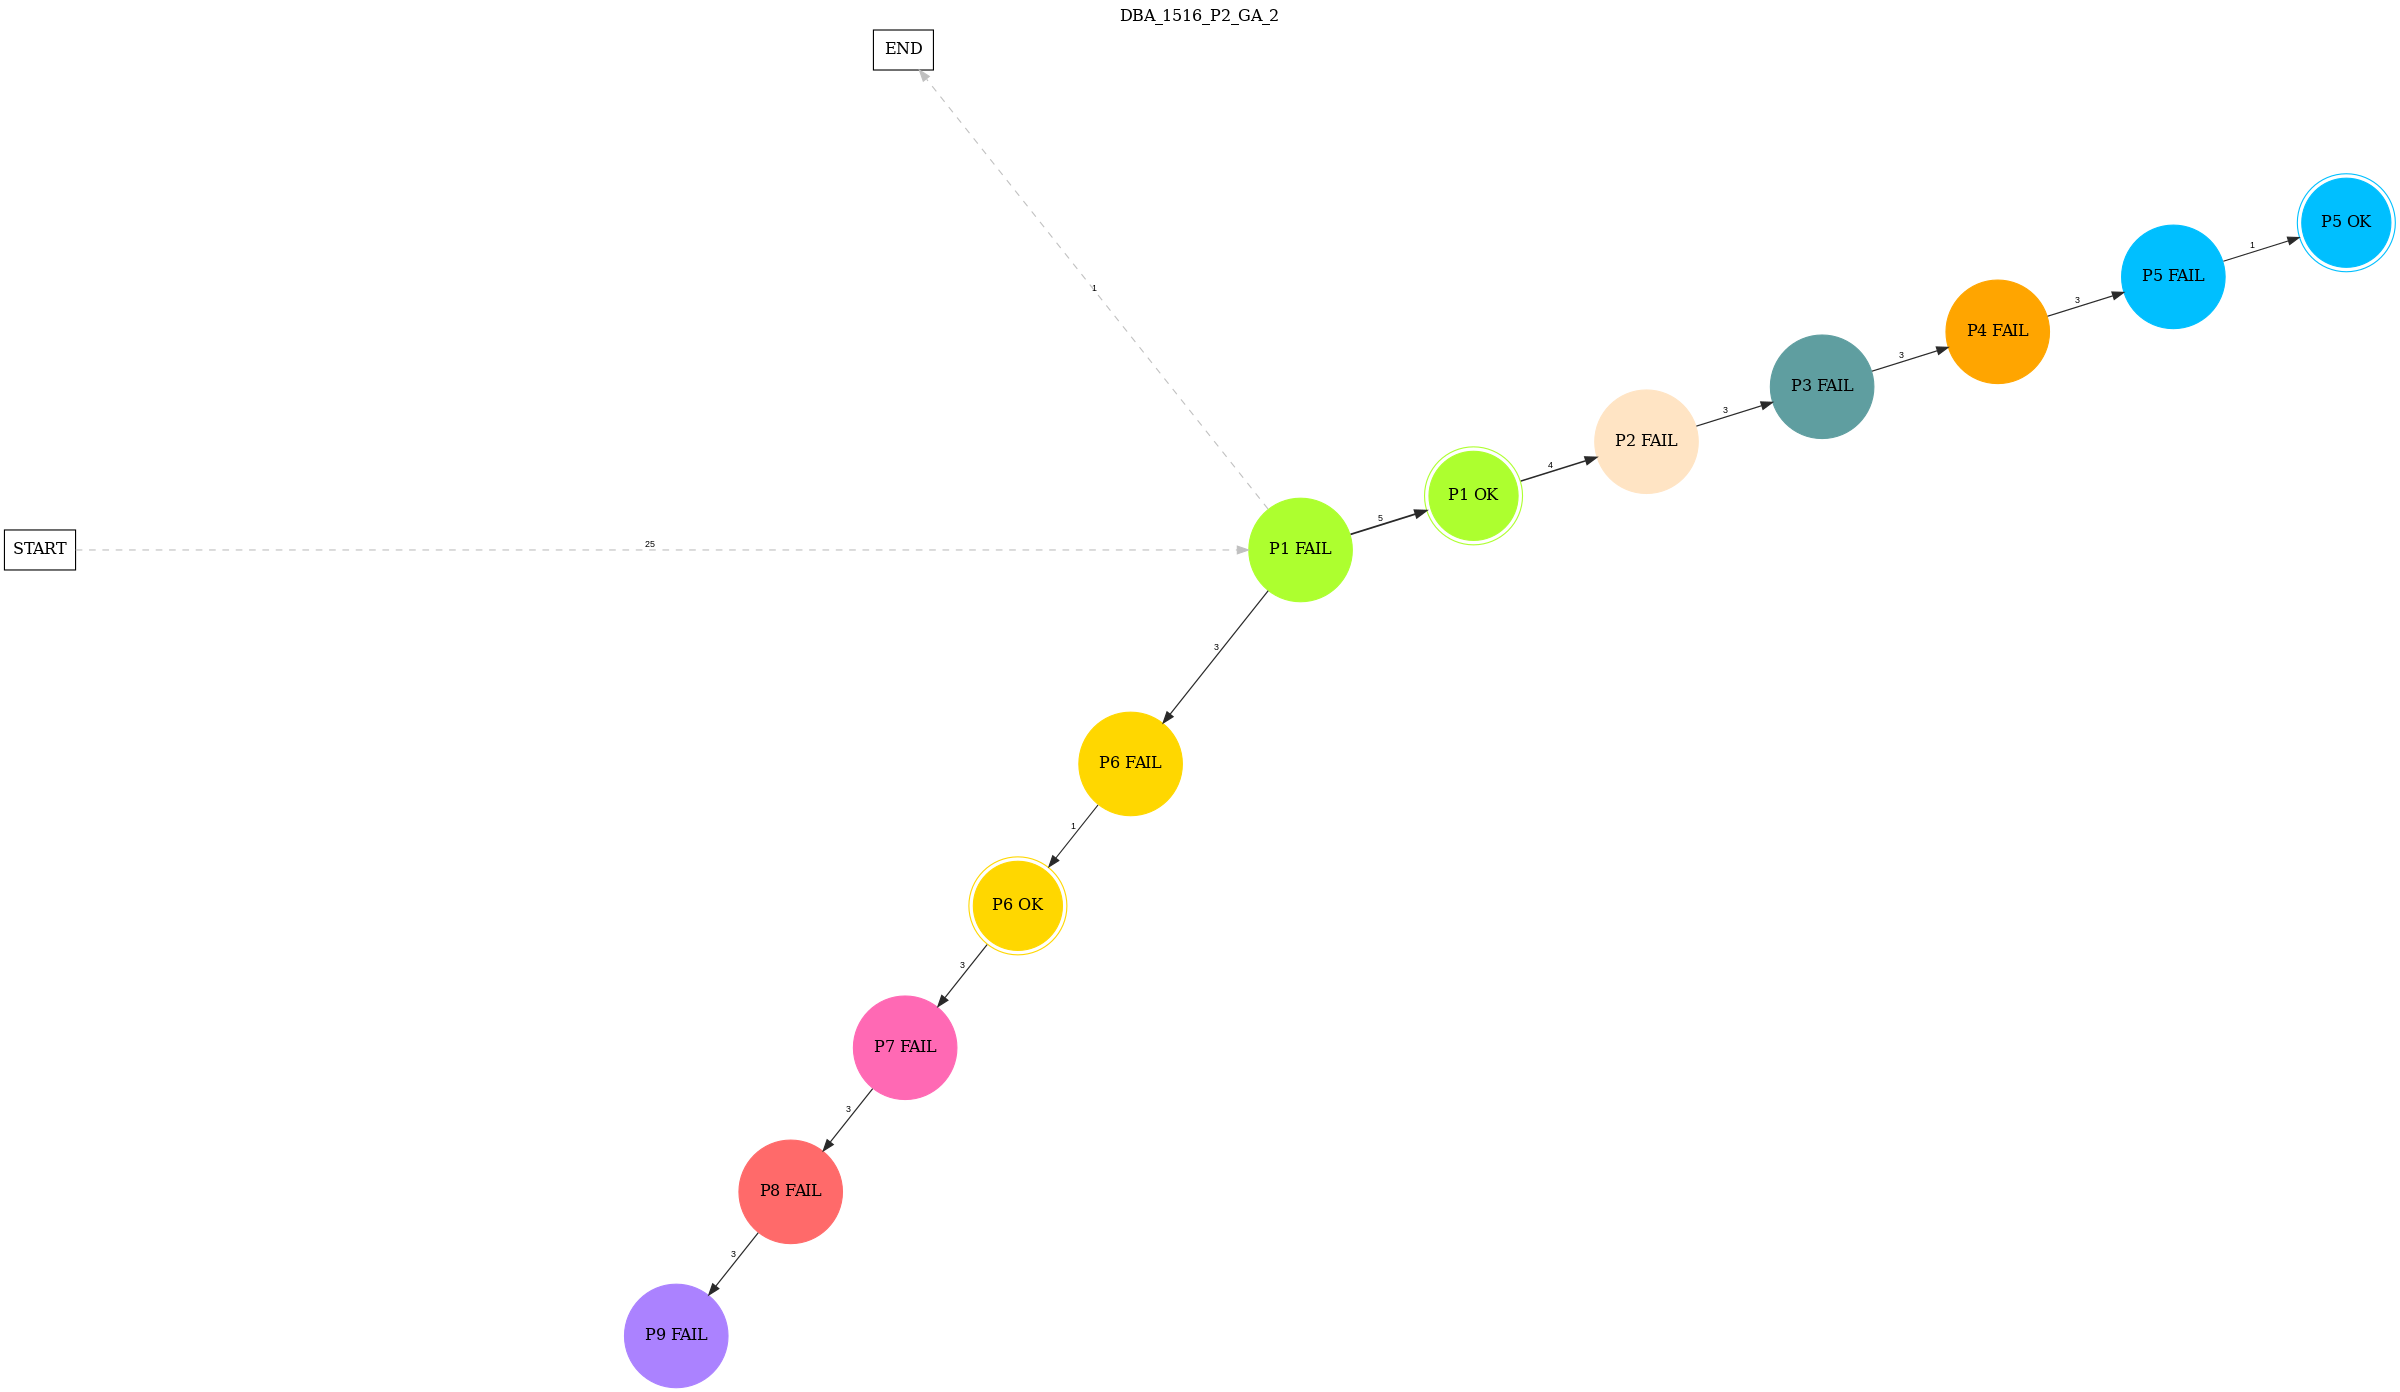 DBA_1516_P2_GA_2
END
1
P5 OK
1
P5 FAIL
3
P4 FAIL
3
P3 FAIL
3
P2 FAIL
4
P1 OK
5
START
25
P1 FAIL
3
P6 FAIL
1
P6 OK
3
P7 FAIL
3
P8 FAIL
3
P9 FAIL